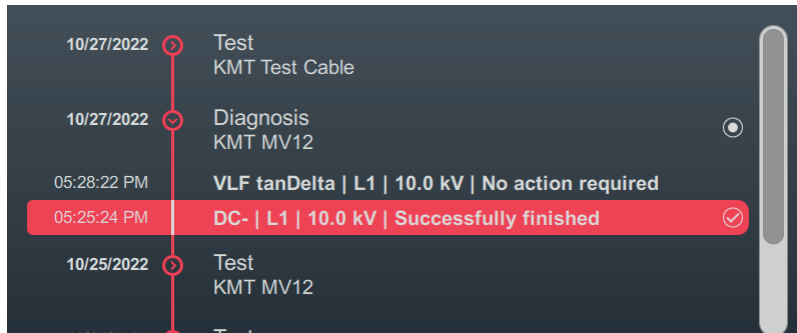 10/27/2022 Test
KMT Test Cable
10/27/2022 Diagnosis
KMT MV12
05:28:22 PM VLF tanDelta | L1 | 10.0 kV | No action required
05:25:24 PM DC- | L1 | 10.0 kV | Successfully finished
10/25/2022 Test
KMT MV12